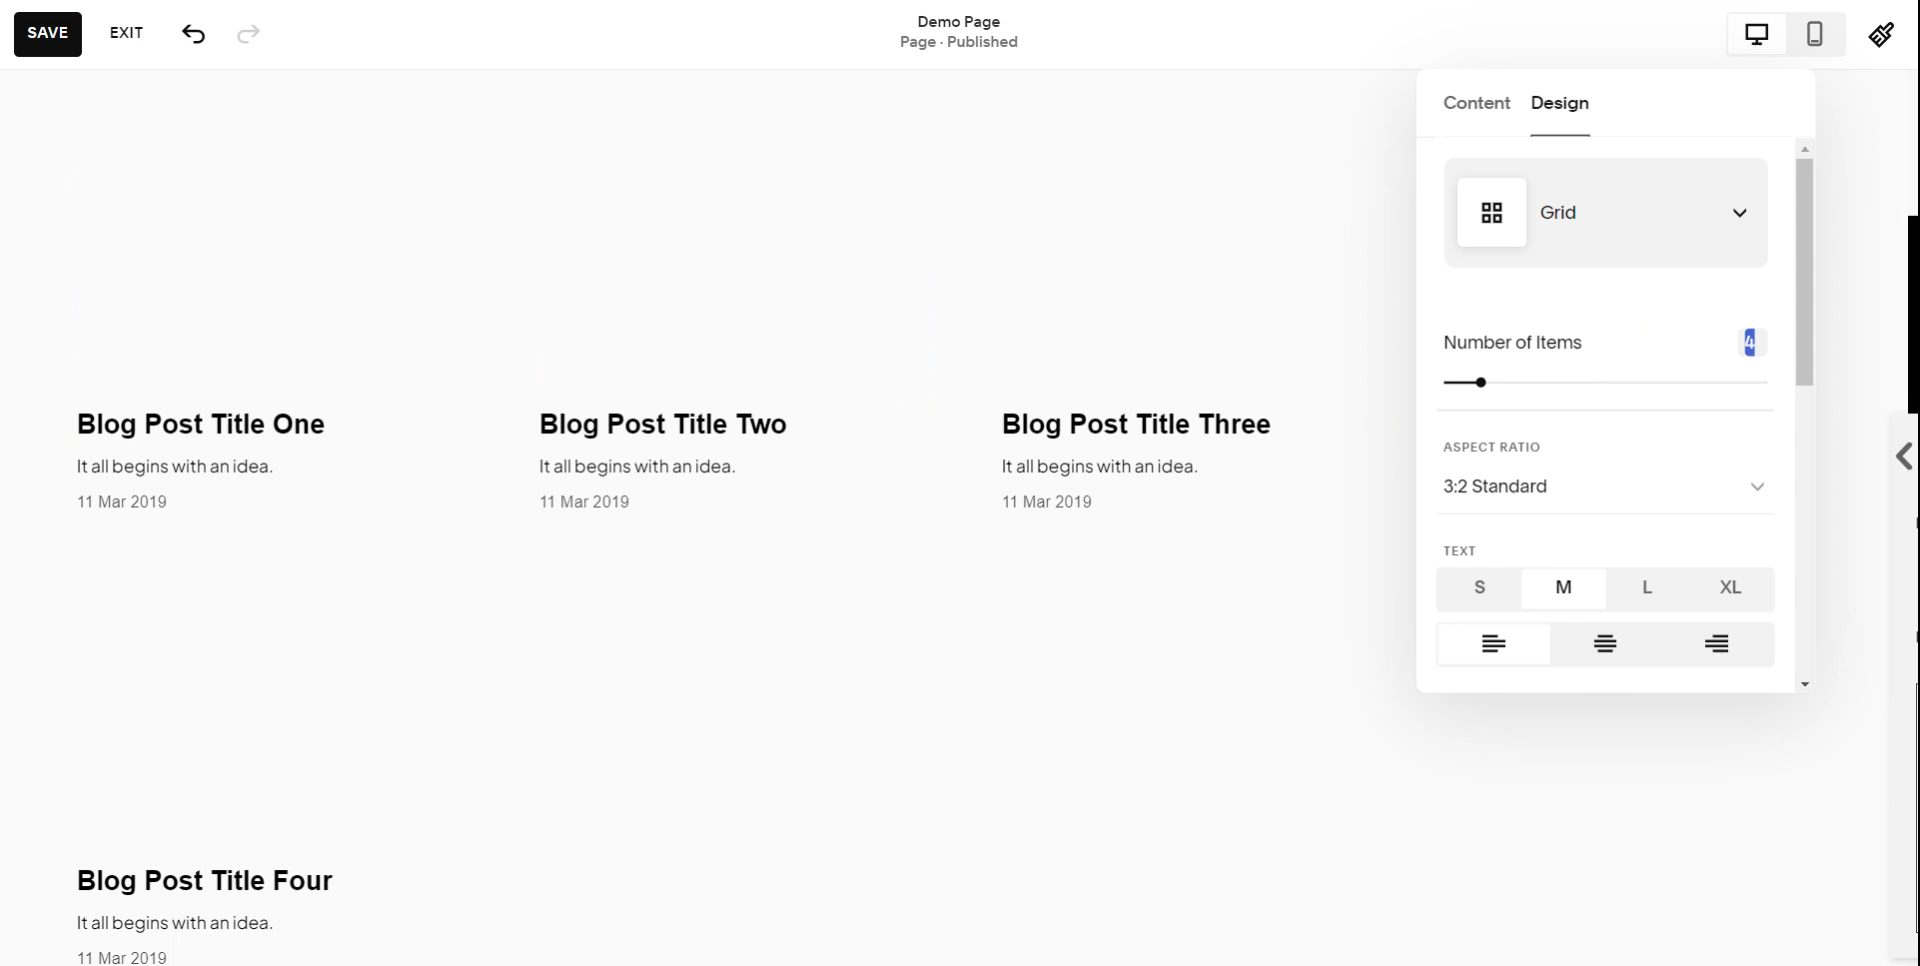 SAVE EXIT
Demo Page
Page · Published
Content Design
Grid
Number of Items 4
ASPECT RATIO
3:2 Standard
TEXT
S M L XL
Blog Post Title One
It all begins with an idea.
11 Mar 2019
Blog Post Title Two
It all begins with an idea.
11 Mar 2019
Blog Post Title Three
It all begins with an idea.
11 Mar 2019
Blog Post Title Four
It all begins with an idea.
11 Mar 2019